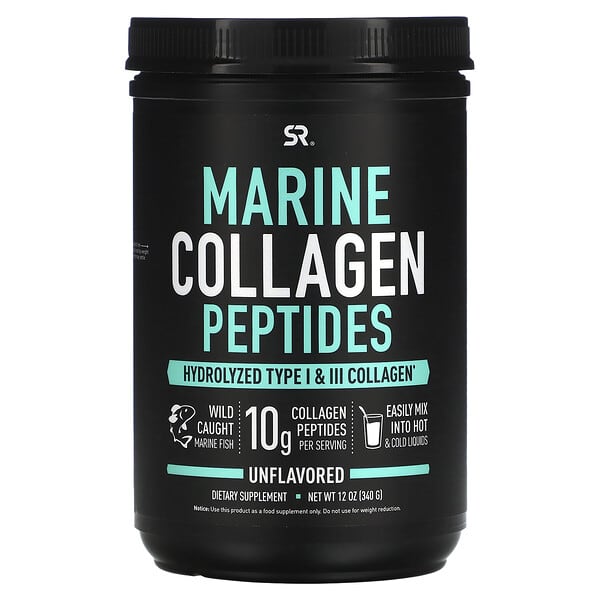 SR®
MARINE
COLLAGEN
PEPTIDES
HYDROLYZED TYPE I & III COLLAGEN*
WILD
CAUGHT
MARINE FISH
10g
COLLAGEN
PEPTIDES
PER SERVING
EASILY MIX
INTO HOT
& COLD LIQUIDS
UNFLAVORED
DIETARY SUPPLEMENT • NET WT 12 OZ (340 G)
Notice: Use this product as a food supplement only. Do not use for weight reduction.